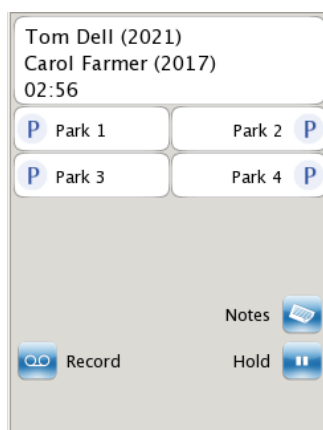 Tom Dell (2021)
Carol Farmer (2017)
02:56
P Park 1 Park 2 P
P Park 3 Park 4 P
Notes
Record Hold